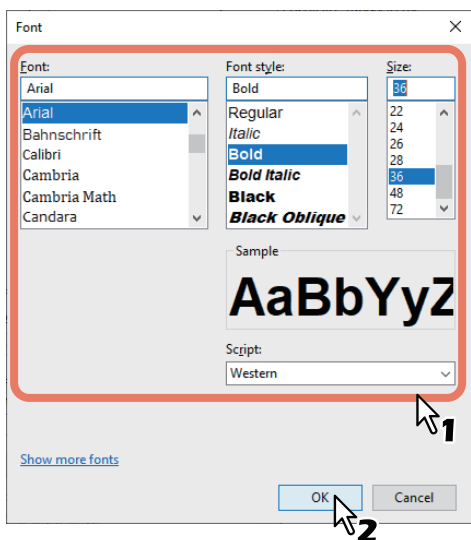 Font
Font:
Arial
Arial
Bahnschrift
Calibri
Cambria
Cambria Math
Candara
Font style:
Bold
Regular
Italic
Bold
Bold Italic
Black
Black Oblique
Size:
36
22
24
26
28
36
48
72
Sample
AaBbYyZ
Script:
Western
1
Show more fonts
OK
Cancel
2